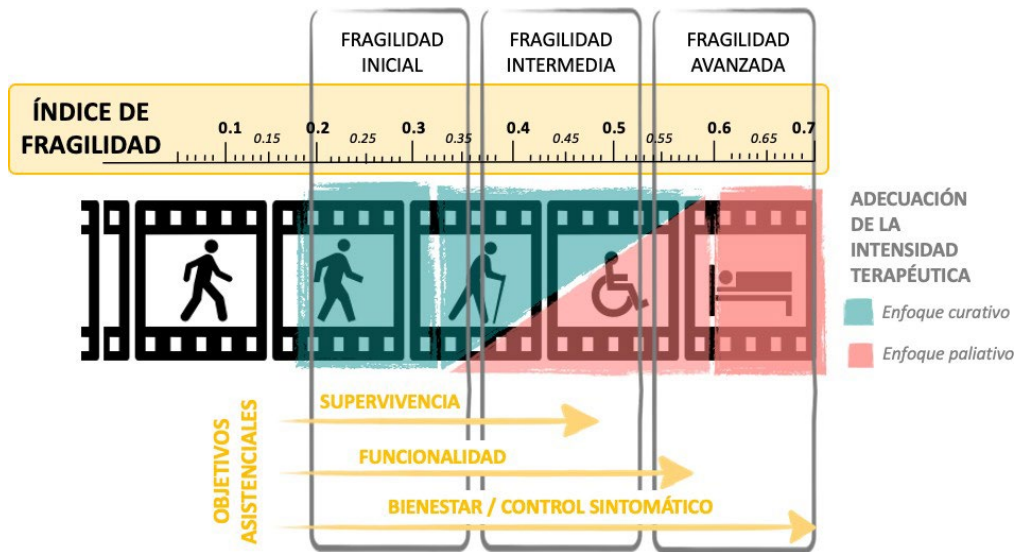 FRAGILIDAD
INICIAL
FRAGILIDAD
INTERMEDIA
FRAGILIDAD
AVANZADA
ÍNDICE DE
FRAGILIDAD
0.1
0.15
0.2
0.25
0.3
0.35
0.4
0.45
0.5
0.55
0.6
0.65
0.7
ADECUACIÓN
DE LA
INTENSIDAD
TERAPÉUTICA
Enfoque curativo
Enfoque paliativo
OBJETIVOS
ASISTENCIALES
SUPERVIVENCIA
FUNCIONALIDAD
BIENESTAR / CONTROL SINTOMÁTICO